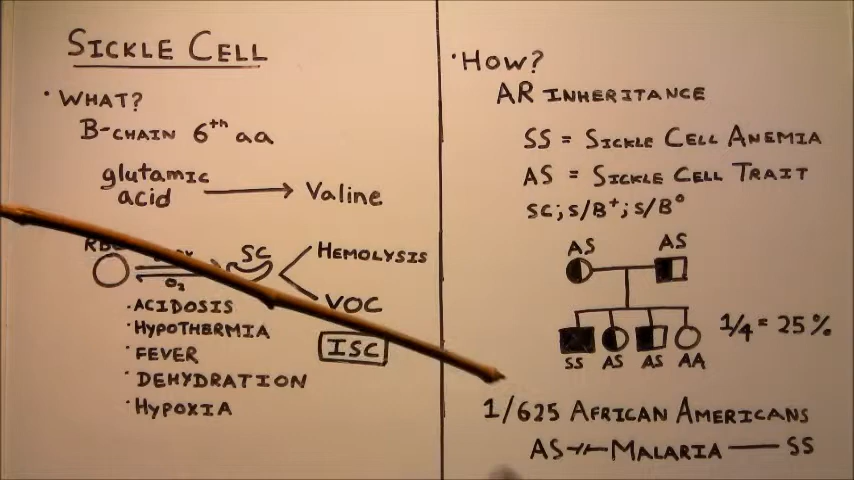 SICKLE CELL
· WHAT?
B-CHAIN 6th aa
glutamic acid → Valine
SC
HEMOLYSIS
O2
VOC
ISC
· ACIDOSIS
· HYPOTHERMIA
· FEVER
· DEHYDRATION
· HYPOXIA
· HOW?
AR INHERITANCE
SS = SICKLE CELL ANEMIA
AS = SICKLE CELL TRAIT
SC; S/B+; S/B°
AS AS
SS AS AS AA
1/4 = 25%
1/625 AFRICAN AMERICANS
AS MALARIA SS